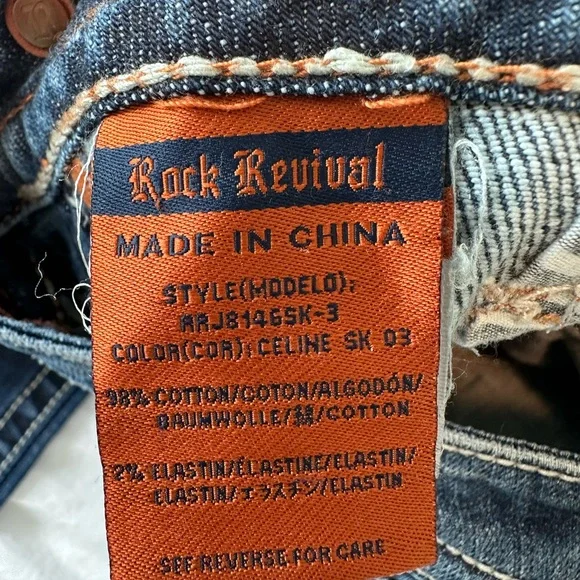 Rock Revival
MADE IN CHINA
STYLE(MODELO):
RRJ8146SK-3
COLOR(COR): CELINE SK 03
98% COTTON/COTON/ALGODÓN/
BAUMWOLLE/綿/COTTON
2% ELASTIN/ÉLASTINE/ELASTIN/
ELASTIN/エラスチン/ELASTIN
SEE REVERSE FOR CARE